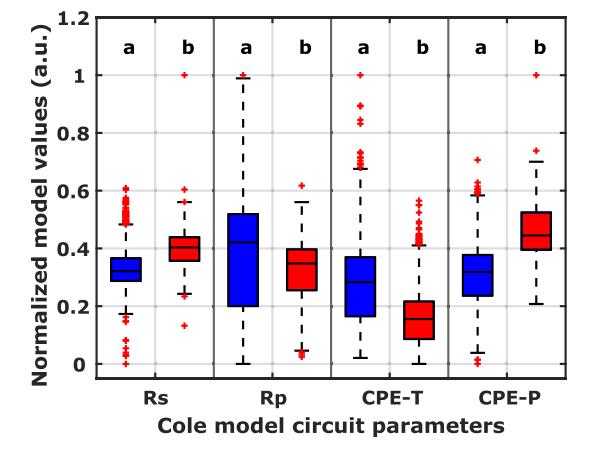 1.2
a b a b a b a b
1
0.8
0.6
0.4
0.2
0
Normalized model values (a.u.)
Rs Rp CPE-T CPE-P
Cole model circuit parameters